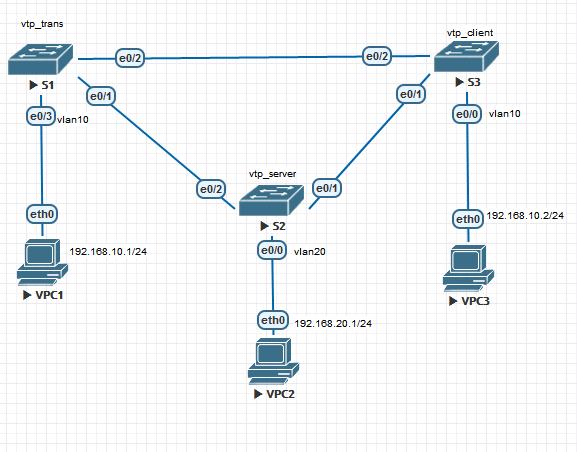 vtp_trans
vtp_client
e0/2
e0/2
S1
S3
e0/1
e0/1
e0/3
vlan10
e0/0
vlan10
vtp_server
e0/2
e0/1
eth0
eth0
192.168.10.2/24
S2
e0/0
vlan20
192.168.10.1/24
VPC1
VPC3
eth0
192.168.20.1/24
VPC2